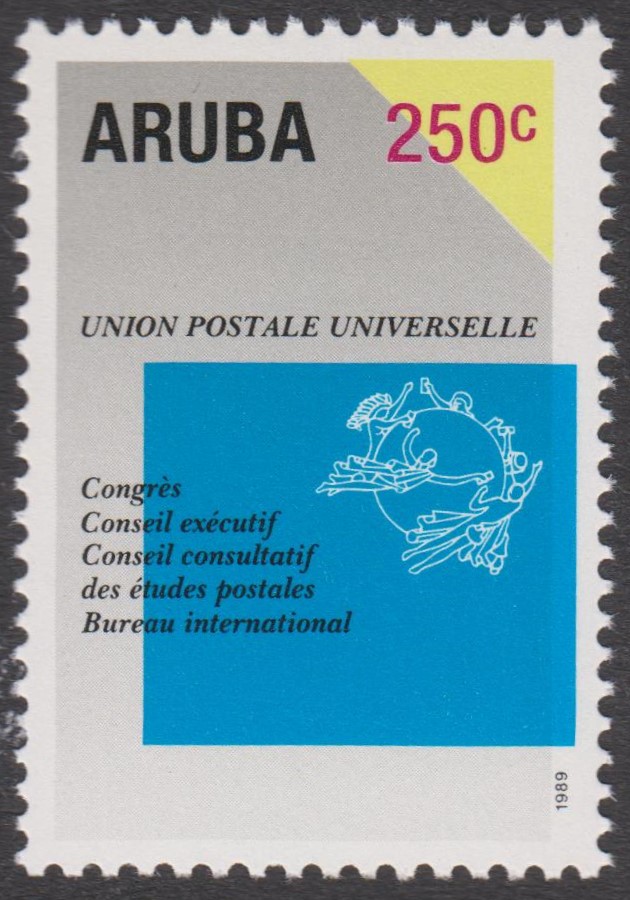 ARUBA 250c
UNION POSTALE UNIVERSELLE
Congrès
Conseil exécutif
Conseil consultatif
des études postales
Bureau international
1989